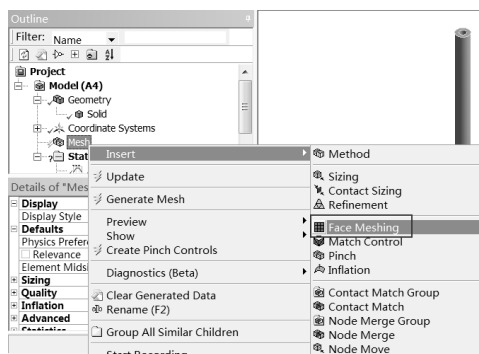 Outline
Filter: Name
Project
Model (A4)
Geometry
Solid
Coordinate Systems
Mesh
Stat
Insert
Update
Generate Mesh
Preview
Show
Create Pinch Controls
Diagnostics (Beta)
Clear Generated Data
Rename (F2)
Group All Similar Children
Start Recording
Method
Sizing
Contact Sizing
Refinement
Face Meshing
Match Control
Pinch
Inflation
Contact Match Group
Contact Match
Node Merge Group
Node Merge
Node Move
Details of "Mes
Display
Display Style
Defaults
Physics Prefere
Relevance
Element Midsi
Sizing
Quality
Inflation
Advanced
Statistics